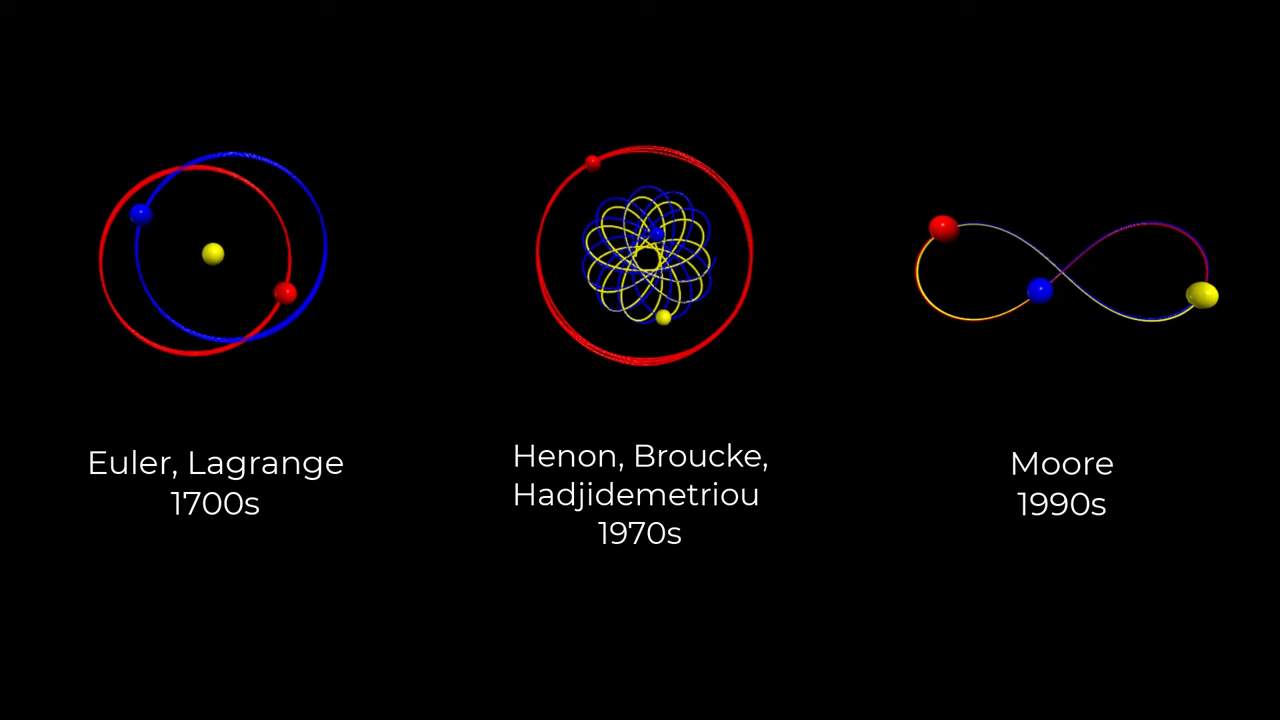 Euler, Lagrange
1700s
Henon, Broucke,
Hadjidemetriou
1970s
Moore
1990s